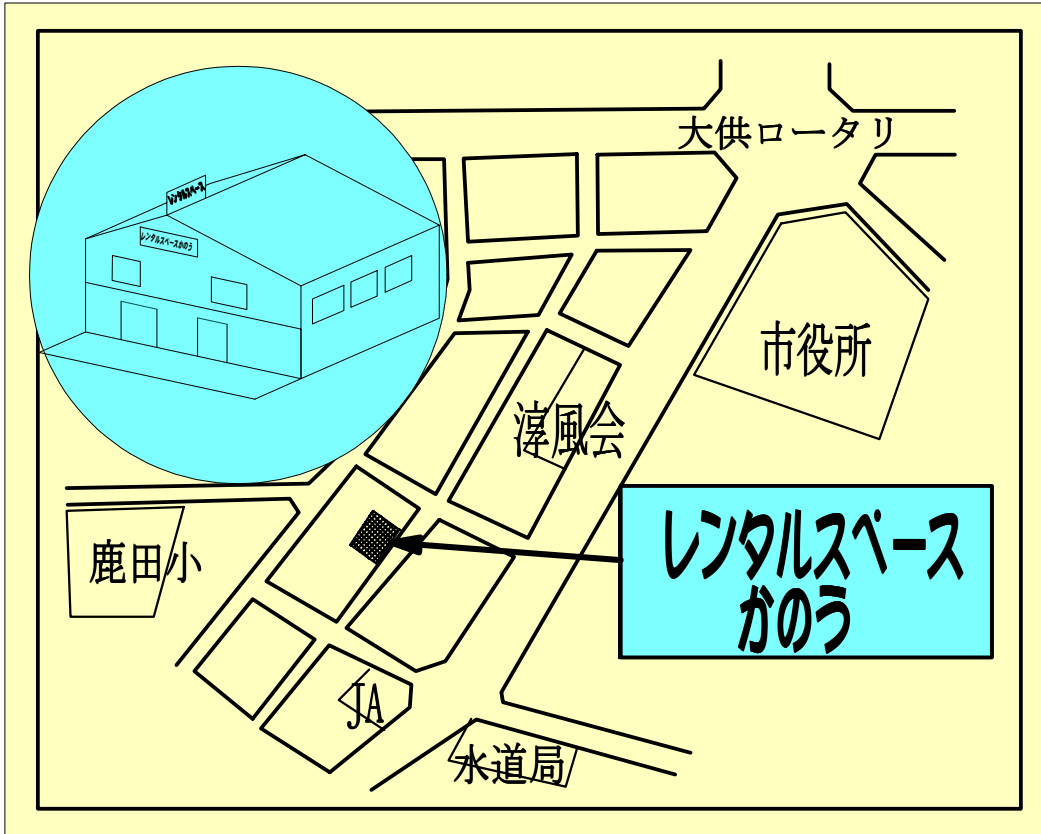 大供ロータリ
レンタルスペース
レンタルスペースかのう
市役所
淳風会
レンタルスペース
かのう
鹿田小
JA
水道局